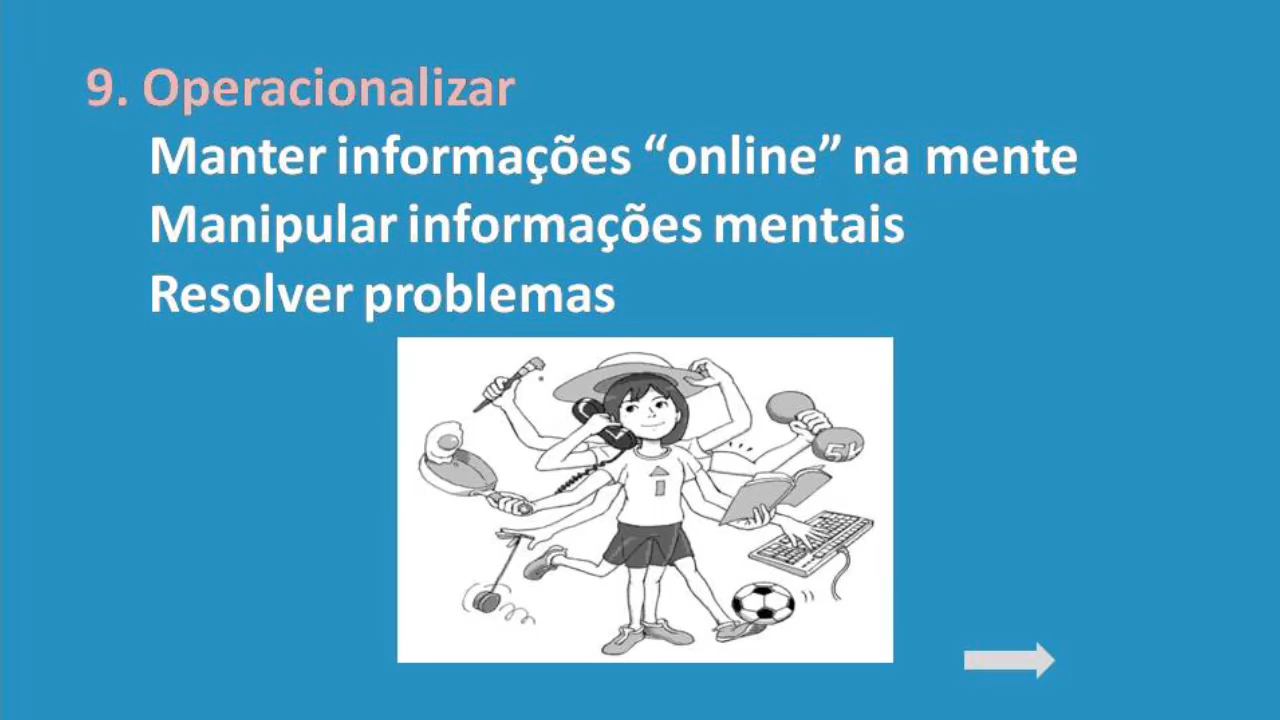 9. Operacionalizar
Manter informações “online” na mente
Manipular informações mentais
Resolver problemas